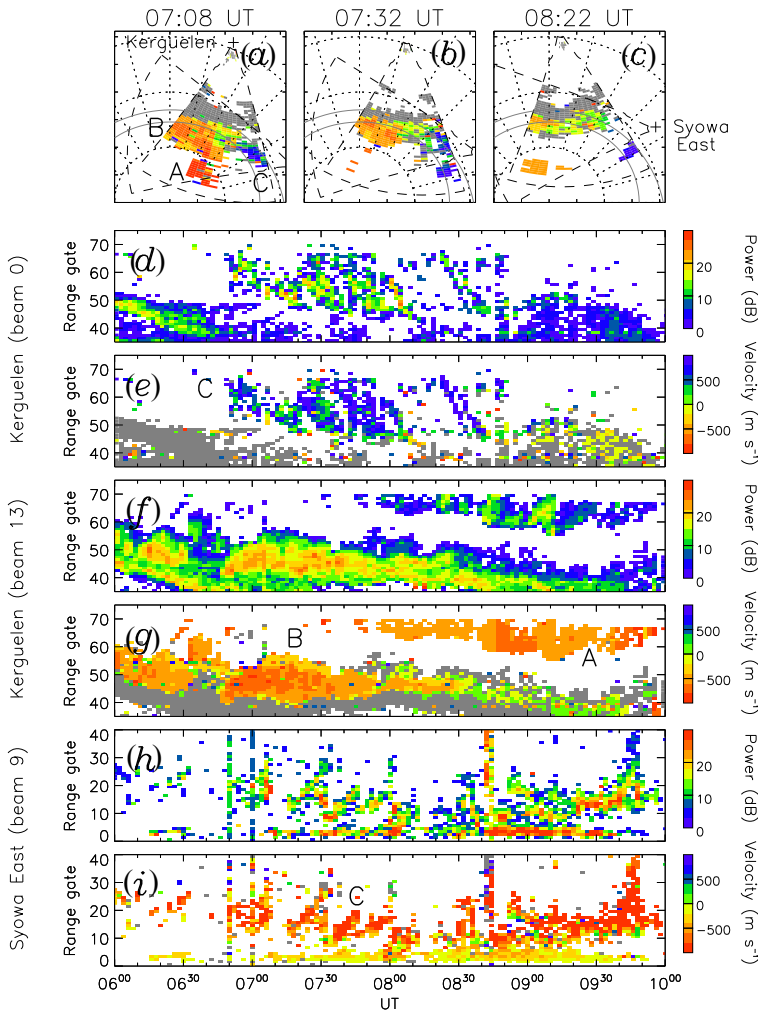 07:08 UT 07:32 UT 08:22 UT
Kerguelen + (a) (b) (c)
B
A C
+ Syowa East
Kerguelen (beam 0)
(d)
Range gate
70
60
50
40
Power (dB)
20
10
0
(e) C
Range gate
70
60
50
40
Velocity (m s⁻¹)
500
0
−500
Kerguelen (beam 13)
(f)
Range gate
70
60
50
40
Power (dB)
20
10
0
(g) B A
Range gate
70
60
50
40
Velocity (m s⁻¹)
500
0
−500
Syowa East (beam 9)
(h)
Range gate
40
30
20
10
0
Power (dB)
20
10
0
(i) C
Range gate
40
30
20
10
0
Velocity (m s⁻¹)
500
0
−500
06⁰⁰ 06³⁰ 07⁰⁰ 07³⁰ 08⁰⁰ 08³⁰ 09⁰⁰ 09³⁰ 10⁰⁰
UT